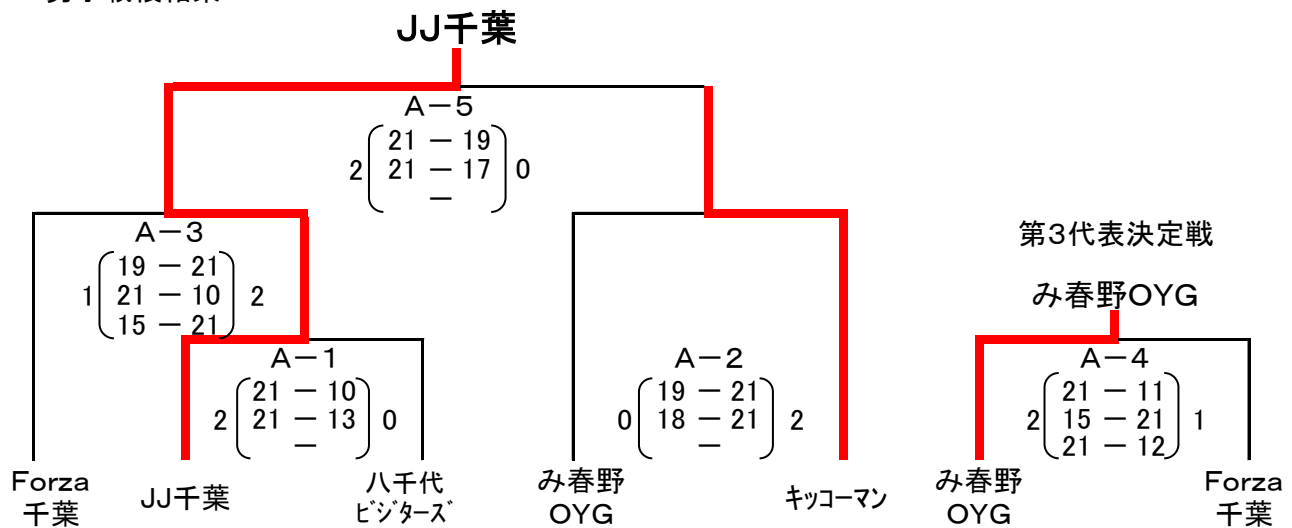 JJ千葉
A－5
21 － 19
2 21 － 17 0
－
A－3
19 － 21
1 21 － 10 2
15 － 21
第3代表決定戦
み春野OYG
A－1
21 － 10
2 21 － 13 0
－
A－2
19 － 21
0 18 － 21 2
－
A－4
21 － 11
2 15 － 21 1
21 － 12
Forza
千葉
JJ千葉
八千代
ﾋﾞｼﾞﾀｰｽﾞ
み春野
OYG
ｷｯｺｰﾏﾝ
み春野
OYG
Forza
千葉